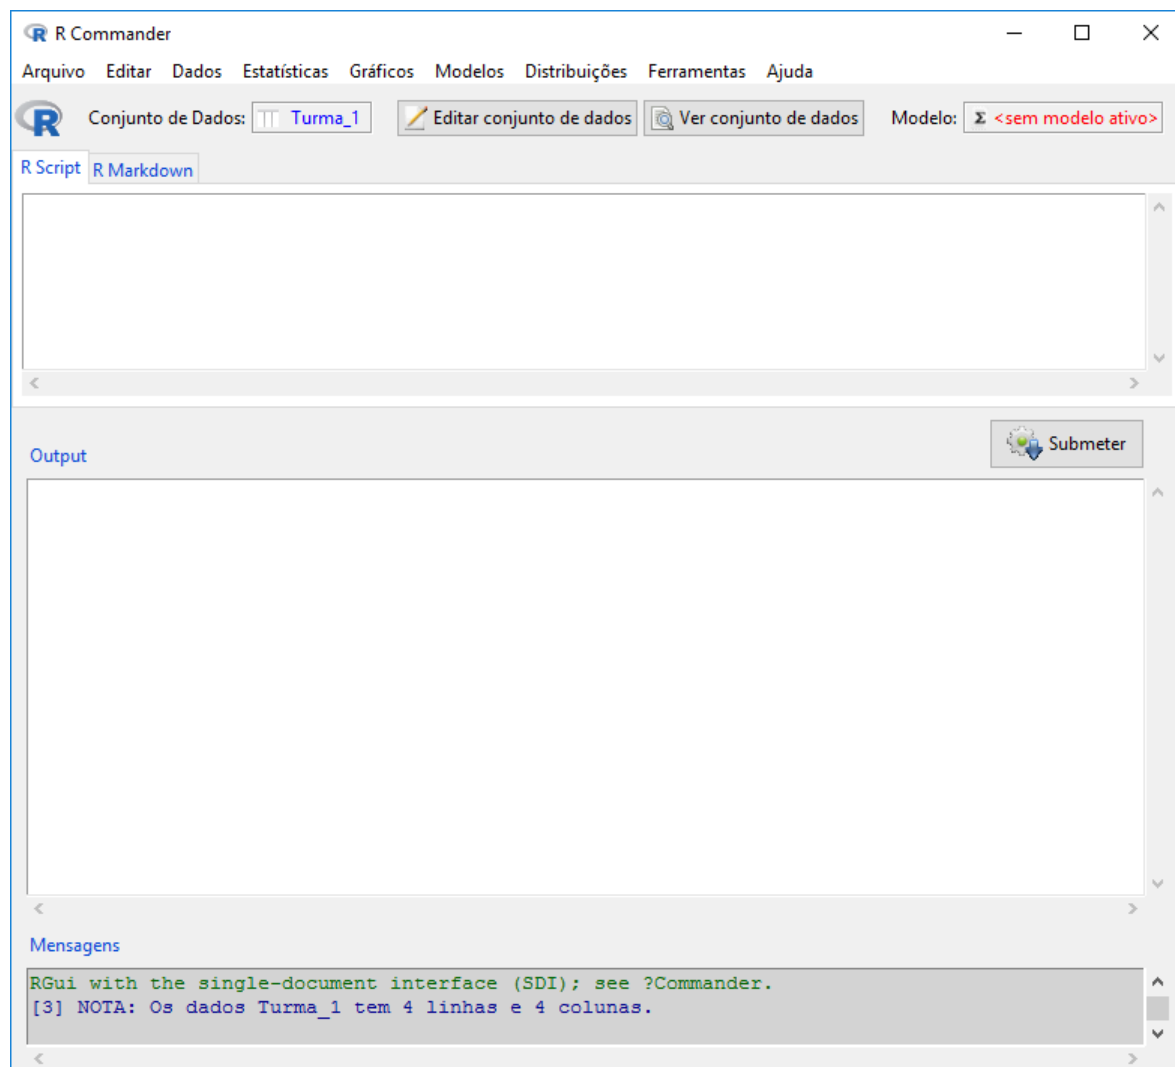 R Commander
Arquivo Editar Dados Estatísticas Gráficos Modelos Distribuições Ferramentas Ajuda
R Conjunto de Dados: Turma_1 Editar conjunto de dados Ver conjunto de dados Modelo: Σ <sem modelo ativo>
R Script R Markdown
Submeter
Output
Mensagens
RGui with the single-document interface (SDI); see ?Commander.
[3] NOTA: Os dados Turma_1 tem 4 linhas e 4 colunas.